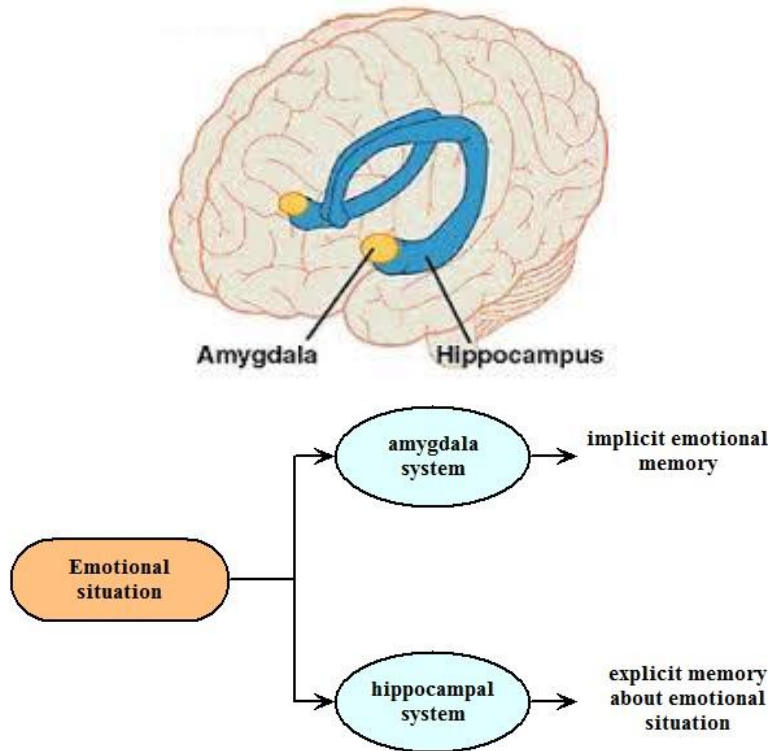 Amygdala
Hippocampus
amygdala
system
implicit emotional
memory
Emotional
situation
hippocampal
system
explicit memory
about emotional
situation